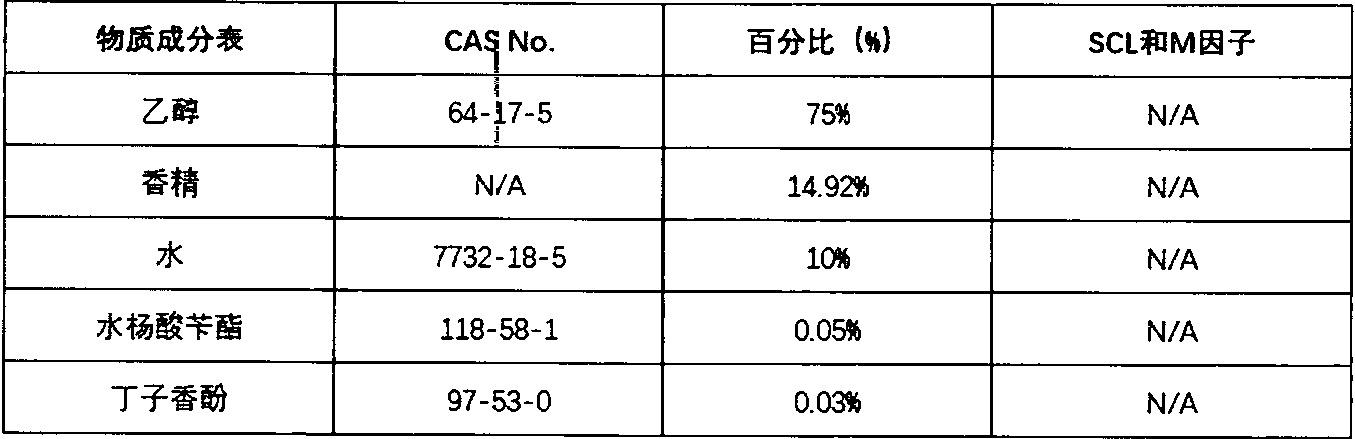 物质成分表 CAS No. 百分比（%） SCL和M因子
乙醇 64-17-5 75% N/A
香精 N/A 14.92% N/A
水 7732-18-5 10% N/A
水杨酸苄酯 118-58-1 0.05% N/A
丁子香酚 97-53-0 0.03% N/A